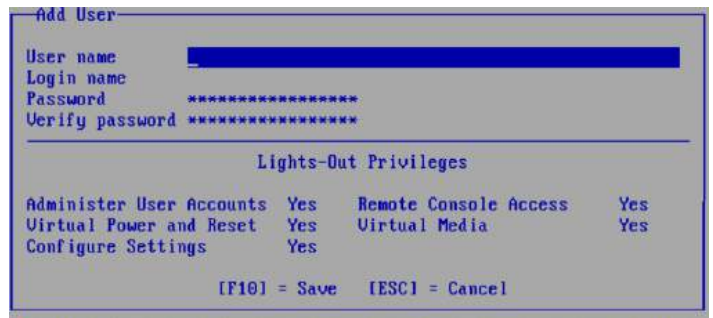 Add User
User name
Login name
Password *****************
Verify password *****************
Lights-Out Privileges
Administer User Accounts Yes Remote Console Access Yes
Virtual Power and Reset Yes Virtual Media Yes
Configure Settings Yes
[F10] = Save [ESC] = Cancel